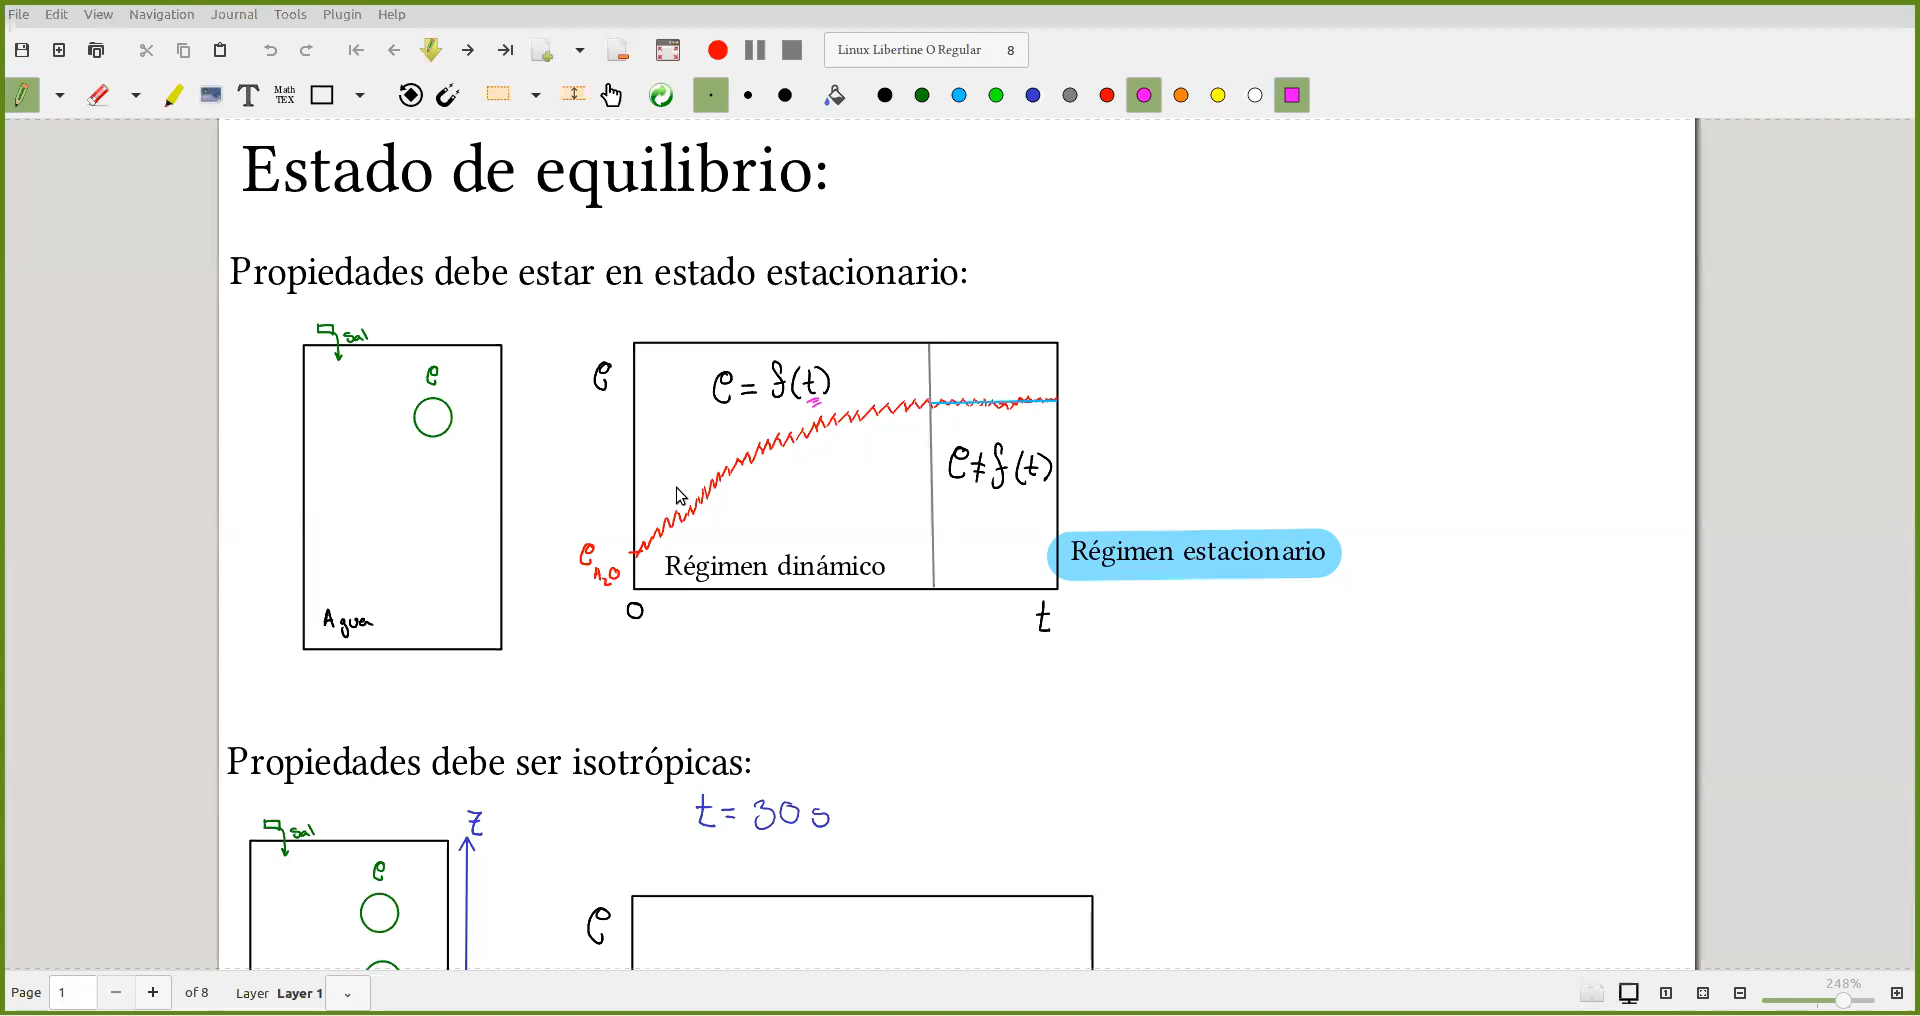 File Edit View Navigation Journal Tools Plugin Help
Linux Libertine O Regular 8
T Math TEX
Estado de equilibrio:
Propiedades debe estar en estado estacionario:
sal
ρ
Agua
ρ
ρ = f(t)
ρ ≠ f(t)
ρ H₂O
Régimen dinámico
Régimen estacionario
0
t
Propiedades debe ser isotrópicas:
t = 30 s
sal
z
ρ
ρ
Page 1 of 8 Layer Layer 1
248%